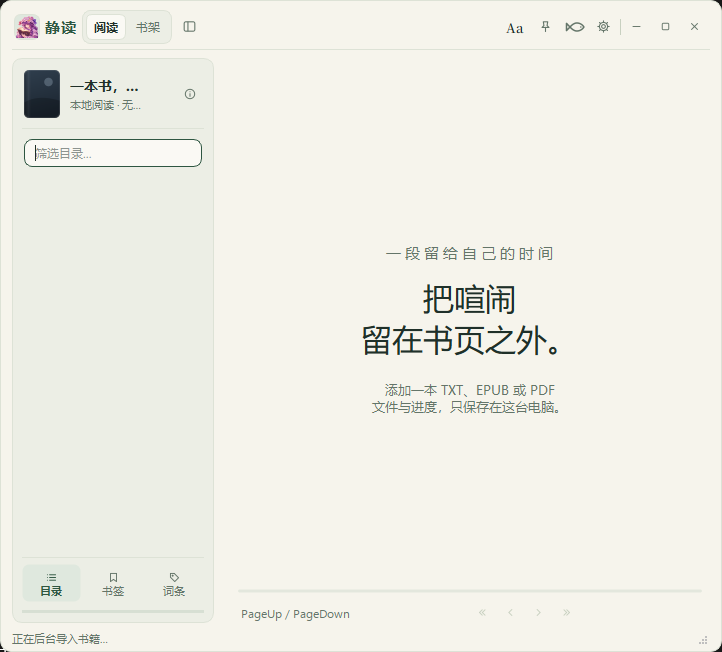 静读
阅读
书架
Aa
一本书，...
本地阅读 · 无...
筛选目录...
一段留给自己的时间
把喧闹
留在书页之外。
添加一本 TXT、EPUB 或 PDF
文件与进度，只保存在这台电脑。
目录
书签
词条
PageUp / PageDown
正在后台导入书籍...